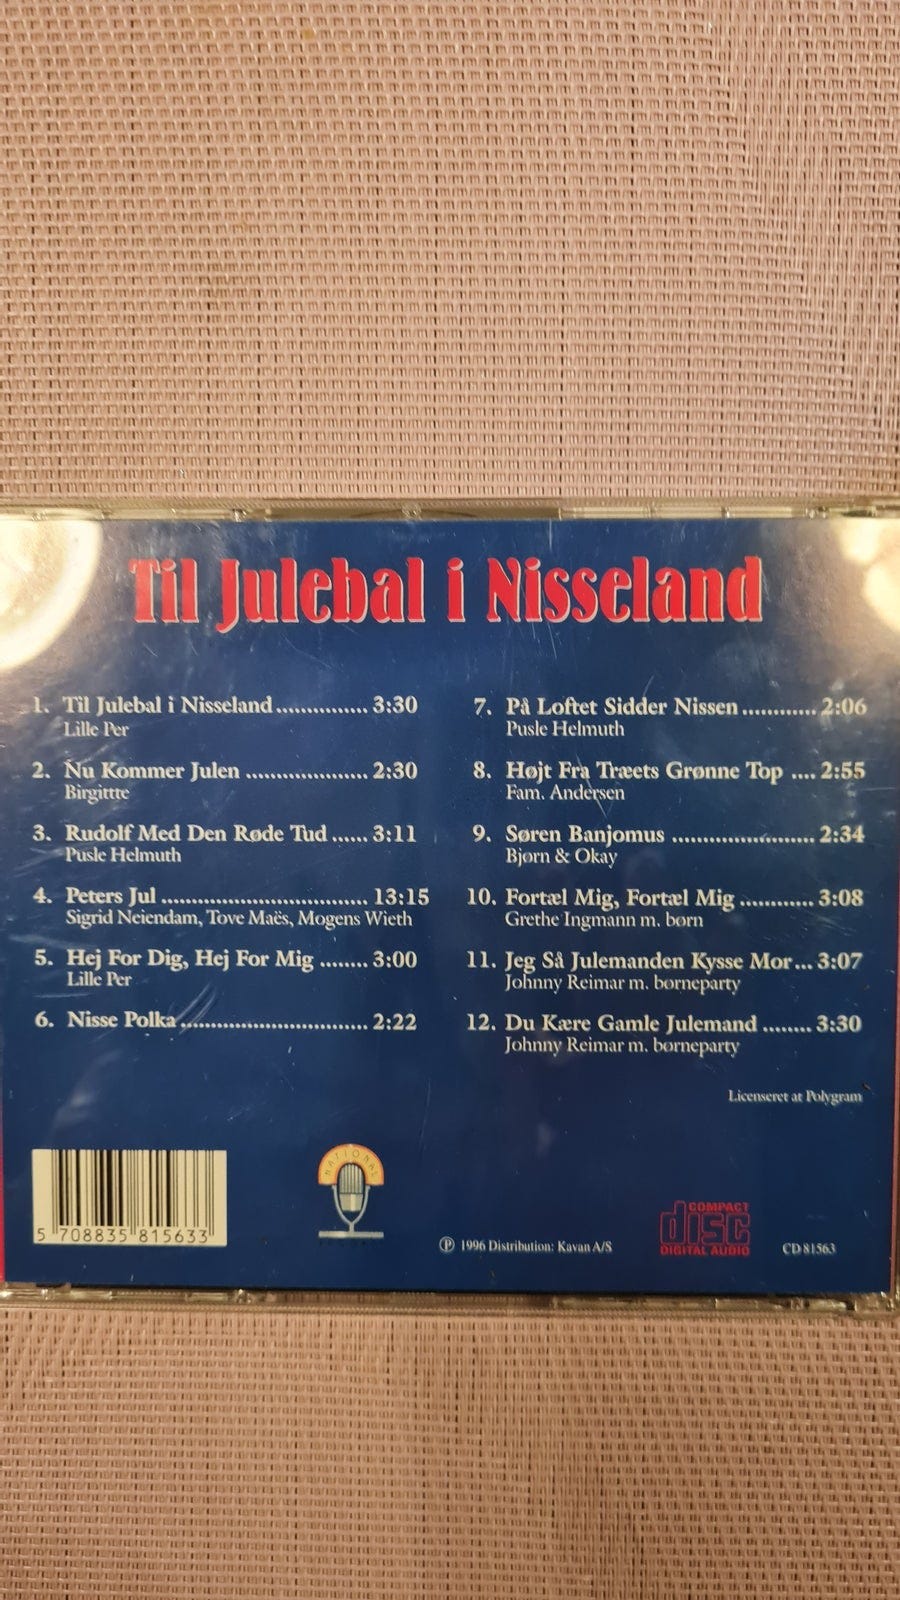 Til Julebal i Nisseland
1. Til Julebal i Nisseland............... 3:30
Lille Per
2. Nu Kommer Julen .................... 2:30
Birgittte
3. Rudolf Med Den Røde Tud ...... 3:11
Pusle Helmuth
4. Peters Jul .................................. 13:15
Sigrid Neiendam, Tove Maës, Mogens Wieth
5. Hej For Dig, Hej For Mig ........ 3:00
Lille Per
6. Nisse Polka............................... 2:22
7. På Loftet Sidder Nissen ............ 2:06
Pusle Helmuth
8. Højt Fra Træets Grønne Top .... 2:55
Fam. Andersen
9. Søren Banjomus ....................... 2:34
Bjørn & Okay
10. Fortæl Mig, Fortæl Mig ............ 3:08
Grethe Ingmann m. børn
11. Jeg Så Julemanden Kysse Mor... 3:07
Johnny Reimar m. børneparty
12. Du Kære Gamle Julemand ........ 3:30
Johnny Reimar m. børneparty
Licenseret at Polygram
5 708835 815633
NATIONAL
Ⓟ 1996 Distribution: Kavan A/S
COMPACT
disc
DIGITAL AUDIO
CD 81563